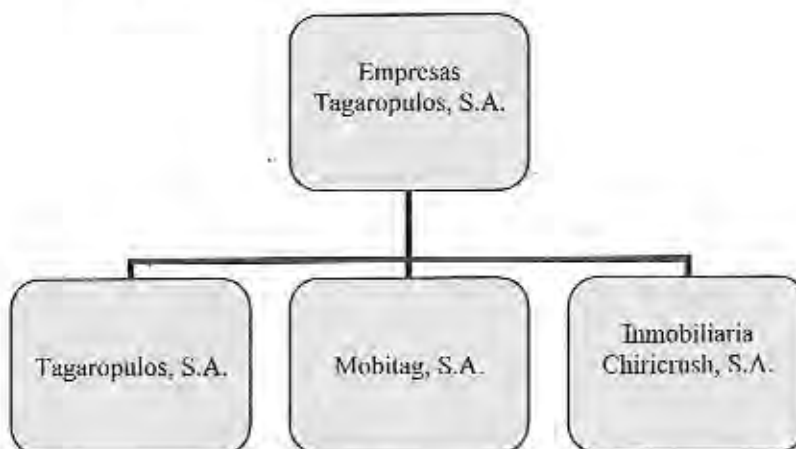 Empresas
Tagaropulos, S.A.
Tagaropulos, S.A.
Mobitag, S.A.
Inmobiliaria
Chiricrush, S.A.